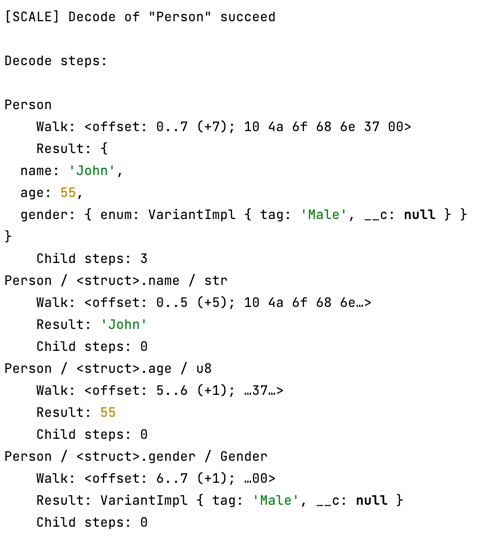 [SCALE] Decode of "Person" succeed

Decode steps:

Person
    Walk: <offset: 0..7 (+7); 10 4a 6f 68 6e 37 00>
    Result: {
  name: 'John',
  age: 55,
  gender: { enum: VariantImpl { tag: 'Male', __c: null } }
}
    Child steps: 3
Person / <struct>.name / str
    Walk: <offset: 0..5 (+5); 10 4a 6f 68 6e…>
    Result: 'John'
    Child steps: 0
Person / <struct>.age / u8
    Walk: <offset: 5..6 (+1); …37…>
    Result: 55
    Child steps: 0
Person / <struct>.gender / Gender
    Walk: <offset: 6..7 (+1); …00>
    Result: VariantImpl { tag: 'Male', __c: null }
    Child steps: 0